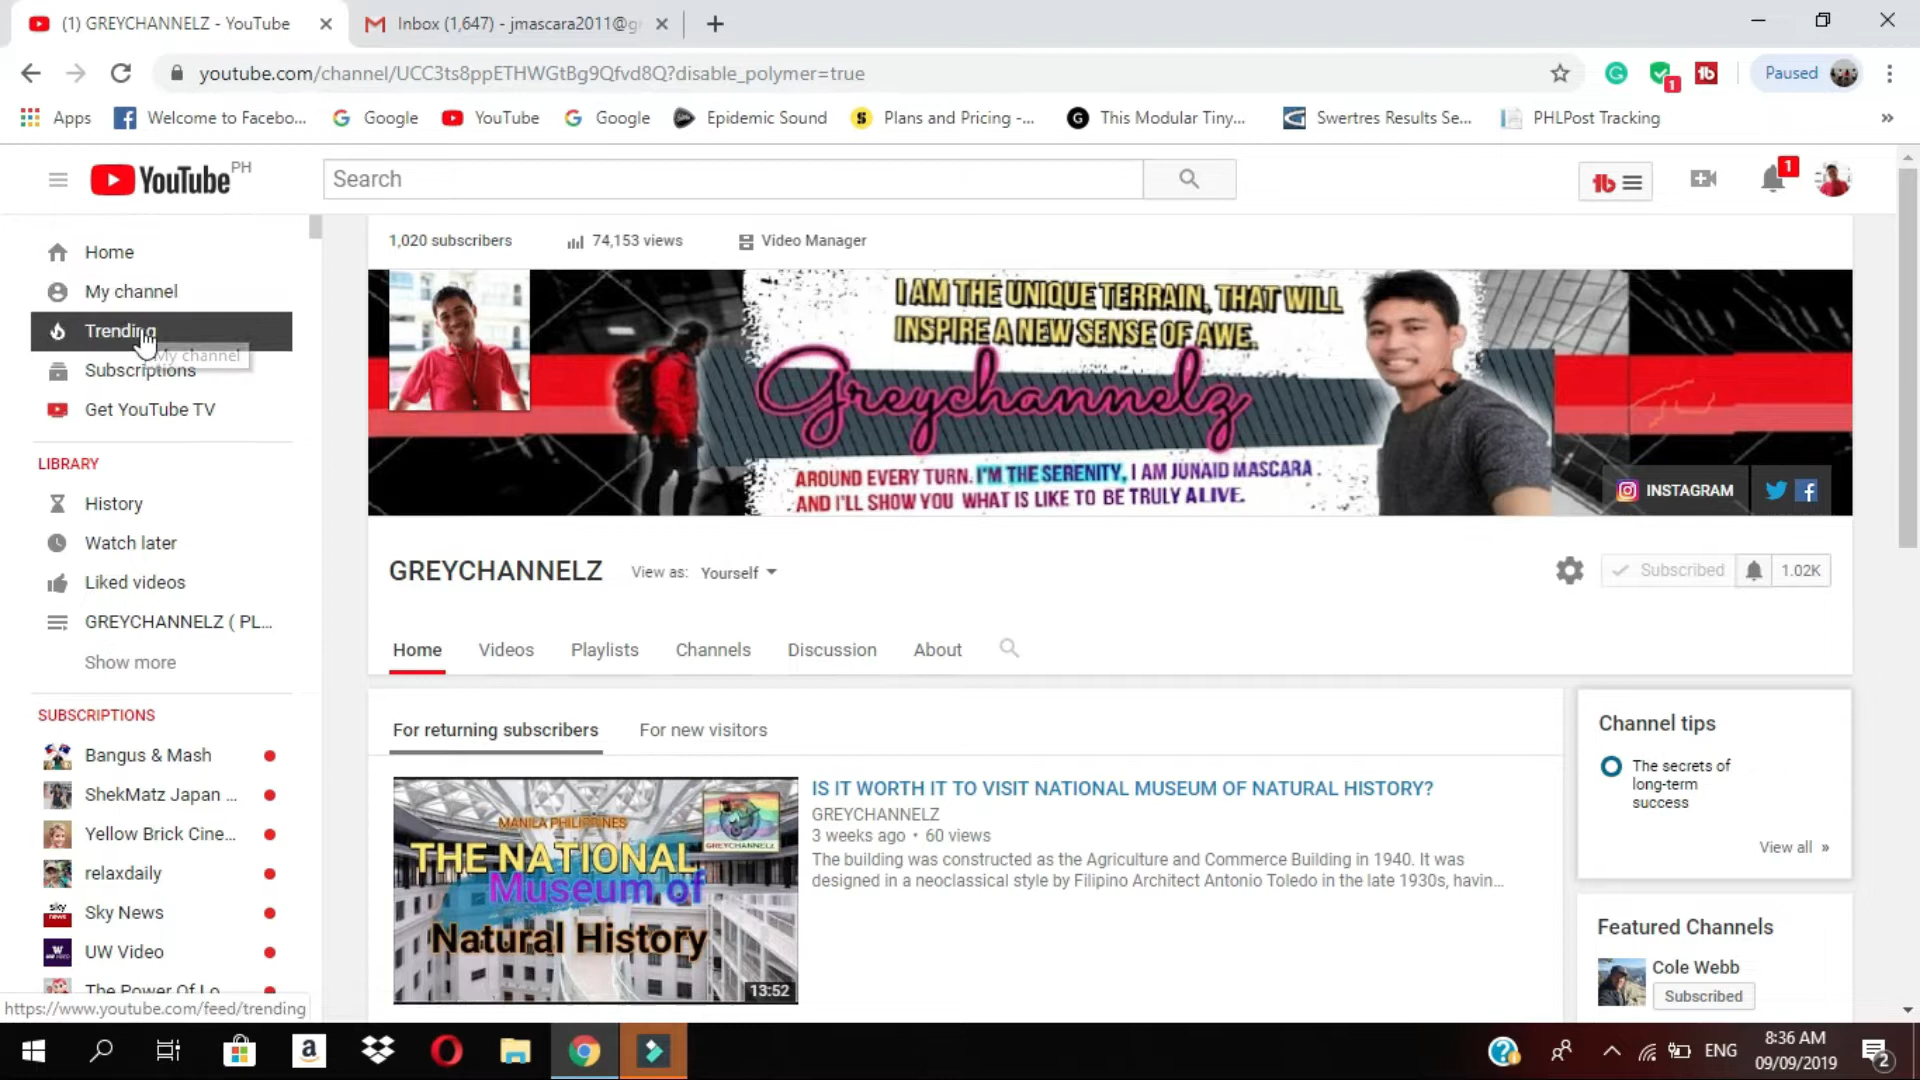 (1) GREYCHANNELZ - YouTube
Inbox (1,647) - jmascara2011@g
youtube.com/channel/UCC3ts8ppETHWGtBg9Qfvd8Q?disable_polymer=true
1
Paused
Apps
Welcome to Facebo...
Google
YouTube
Google
Epidemic Sound
Plans and Pricing -...
This Modular Tiny...
Swertres Results Se...
PHLPost Tracking
YouTube PH
Search
1
Home
My channel
Trending
My channel
Subscriptions
Get YouTube TV
LIBRARY
History
Watch later
Liked videos
GREYCHANNELZ ( PL...
Show more
SUBSCRIPTIONS
Bangus & Mash
ShekMatz Japan ...
Yellow Brick Cine...
relaxdaily
Sky News
UW Video
The Power Of Lo
https://www.youtube.com/feed/trending
1,020 subscribers
74,153 views
Video Manager
I AM THE UNIQUE TERRAIN, THAT WILL
INSPIRE A NEW SENSE OF AWE.
Greychannelz
AROUND EVERY TURN. I'M THE SERENITY, I AM JUNAID MASCARA .
AND I'LL SHOW YOU WHAT IS LIKE TO BE TRULY ALIVE.
INSTAGRAM
GREYCHANNELZ
View as: Yourself
Subscribed
1.02K
Home
Videos
Playlists
Channels
Discussion
About
For returning subscribers
For new visitors
MANILA PHILIPPINES
THE NATIONAL
Museum of
Natural History
GREYCHANNELZ
13:52
IS IT WORTH IT TO VISIT NATIONAL MUSEUM OF NATURAL HISTORY?
GREYCHANNELZ
3 weeks ago • 60 views
The building was constructed as the Agriculture and Commerce Building in 1940. It was
designed in a neoclassical style by Filipino Architect Antonio Toledo in the late 1930s, havin...
Channel tips
The secrets of
long-term
success
View all »
Featured Channels
Cole Webb
Subscribed
ENG
8:36 AM
09/09/2019
2